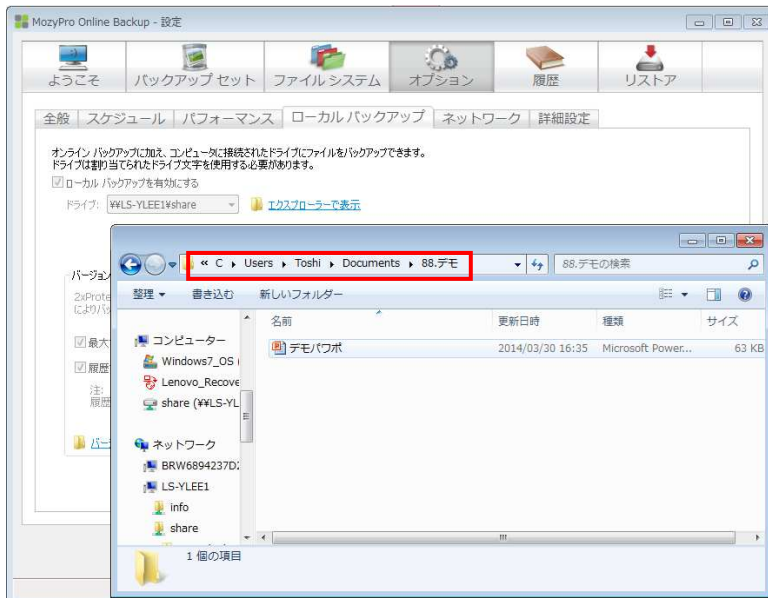 MozyPro Online Backup - 設定
ようこそ バックアップ セット ファイル システム オプション 履歴 リストア
全般 スケジュール パフォーマンス ローカル バックアップ ネットワーク 詳細設定
オンライン バックアップに加え、コンピュータに接続されたドライブにファイルをバックアップできます。
ドライブは割り当てられたドライブ文字を使用する必要があります。
ローカル バックアップを有効にする
ドライブ: ¥¥LS-YLEE1¥share エクスプローラーで表示
« C ▸ Users ▸ Toshi ▸ Documents ▸ 88.デモ 88.デモの検索
バージョン
2xProte
によりバッ
最大
履歴
注:
履歴
バー
整理 書き込む 新しいフォルダー
名前 更新日時 種類 サイズ
デモパワポ 2014/03/30 16:35 Microsoft Power... 63 KB
コンピューター
Windows7_OS (
Lenovo_Recove
share (¥¥LS-YL
ネットワーク
BRW6894237D
LS-YLEE1
info
share
1 個の項目